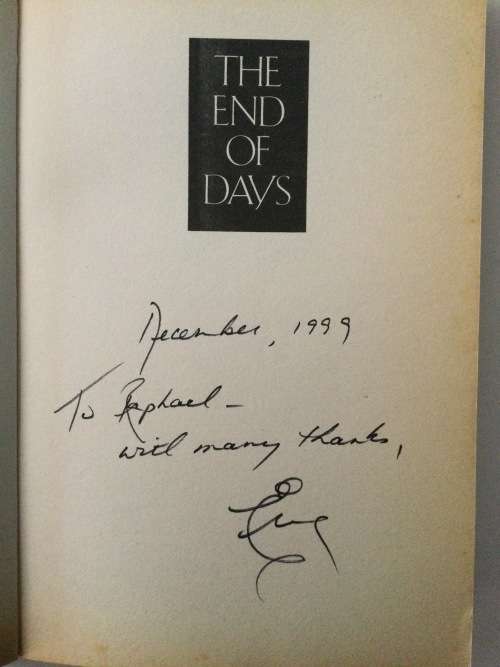 THE
END
OF
DAYS
December, 1999
To Raphael –
with many thanks,